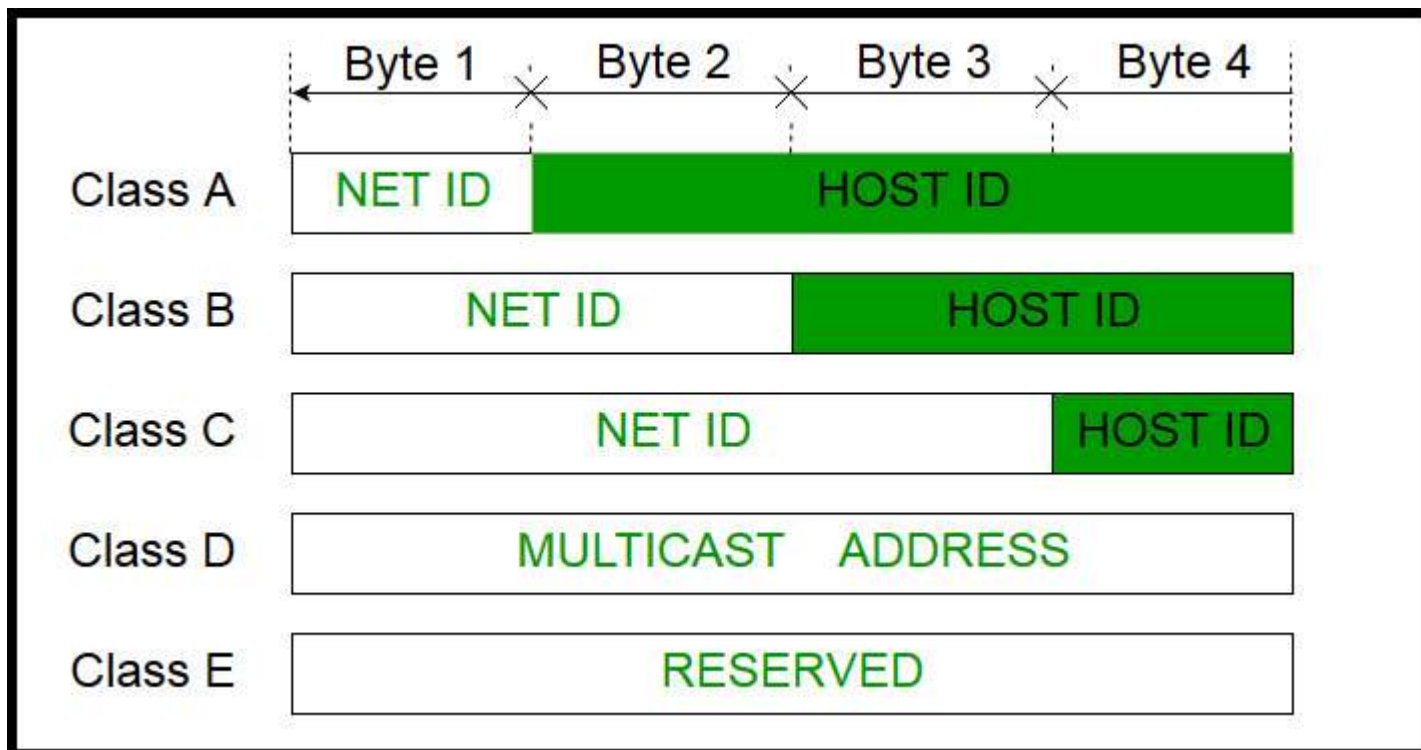 Byte 1 Byte 2 Byte 3 Byte 4
Class A NET ID HOST ID
Class B NET ID HOST ID
Class C NET ID HOST ID
Class D MULTICAST ADDRESS
Class E RESERVED